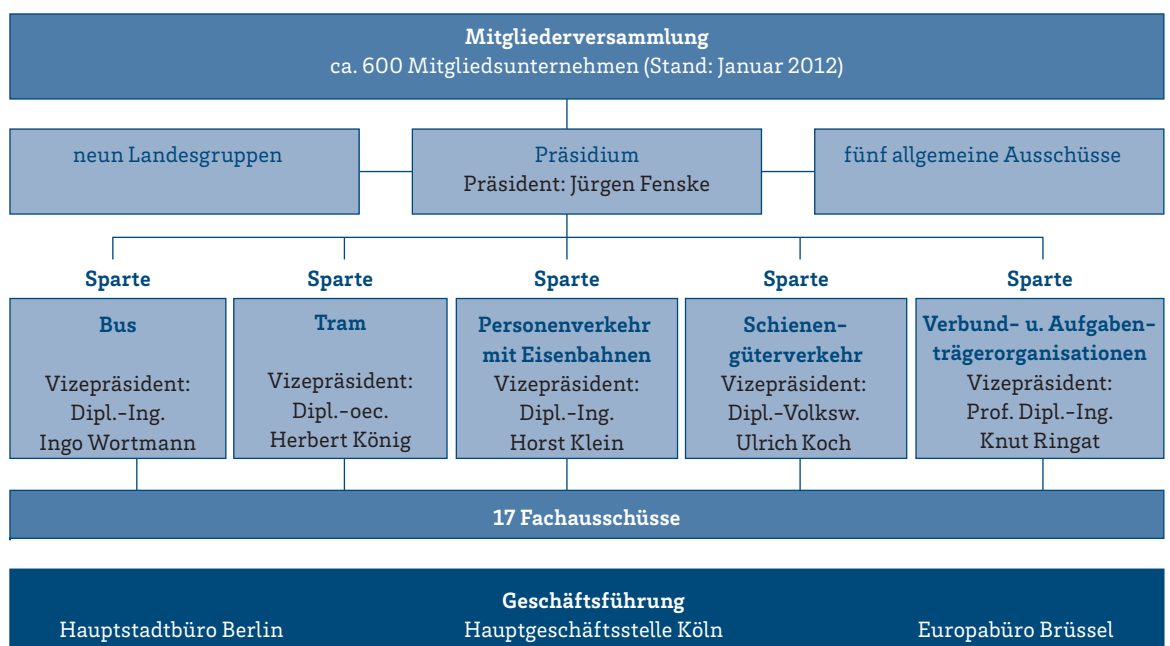 Mitgliederversammlung
ca. 600 Mitgliedsunternehmen (Stand: Januar 2012)
neun Landesgruppen
Präsidium
Präsident: Jürgen Fenske
fünf allgemeine Ausschüsse
Sparte
Bus
Vizepräsident:
Dipl.-Ing.
Ingo Wortmann
Sparte
Tram
Vizepräsident:
Dipl.-oec.
Herbert König
Sparte
Personenverkehr
mit Eisenbahnen
Vizepräsident:
Dipl.-Ing.
Horst Klein
Sparte
Schienen-
güterverkehr
Vizepräsident:
Dipl.-Volksw.
Ulrich Koch
Sparte
Verbund- u. Aufgaben-
trägerorganisationen
Vizepräsident:
Prof. Dipl.-Ing.
Knut Ringat
17 Fachausschüsse
Geschäftsführung
Hauptstadtbüro Berlin
Hauptgeschäftsstelle Köln
Europabüro Brüssel